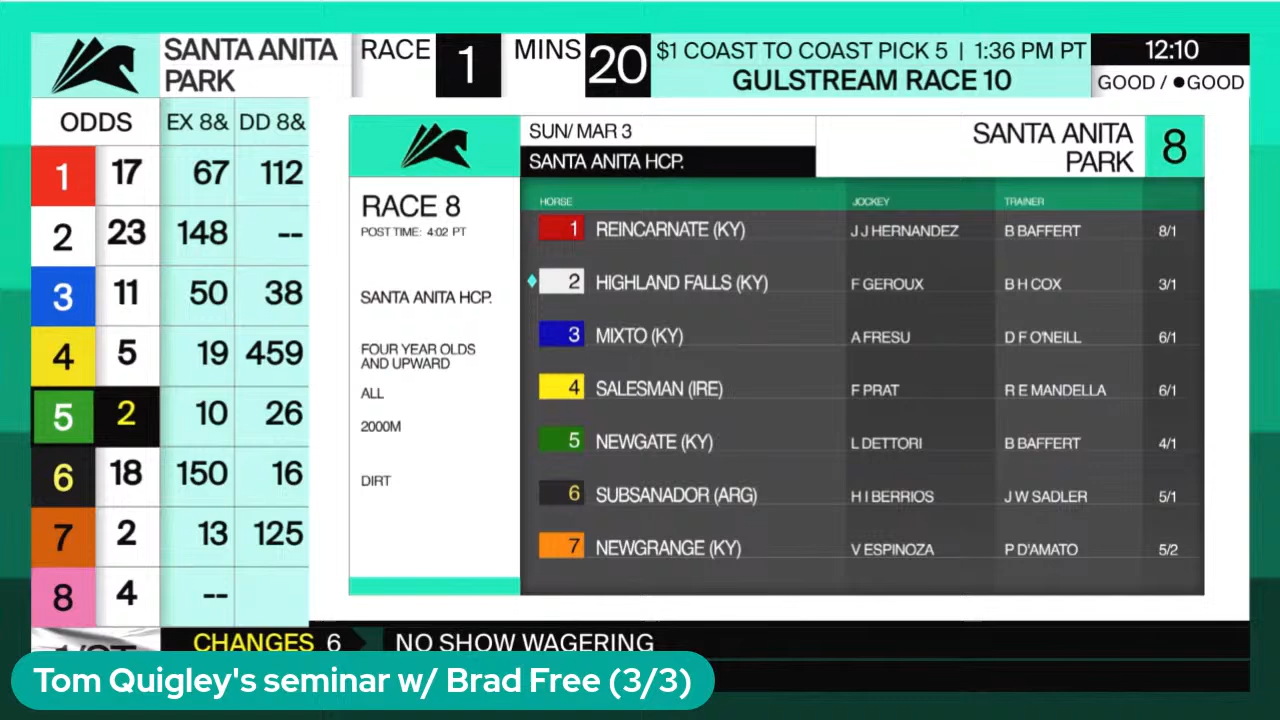 SANTA ANITA PARK
RACE 1
MINS 20
$1 COAST TO COAST PICK 5 | 1:36 PM PT
GULSTREAM RACE 10
12:10
GOOD / ●GOOD
ODDS EX 8& DD 8&
1 17 67 112
2 23 148 --
3 11 50 38
4 5 19 459
5 2 10 26
6 18 150 16
7 2 13 125
8 4 --
SUN/ MAR 3
SANTA ANITA HCP.
SANTA ANITA
PARK
8
RACE 8
POST TIME: 4:02 PT
SANTA ANITA HCP.
FOUR YEAR OLDS
AND UPWARD
ALL
2000M
DIRT
HORSE JOCKEY TRAINER
1 REINCARNATE (KY) J J HERNANDEZ B BAFFERT 8/1
2 HIGHLAND FALLS (KY) F GEROUX B H COX 3/1
3 MIXTO (KY) A FRESU D F O'NEILL 6/1
4 SALESMAN (IRE) F PRAT R E MANDELLA 6/1
5 NEWGATE (KY) L DETTORI B BAFFERT 4/1
6 SUBSANADOR (ARG) H I BERRIOS J W SADLER 5/1
7 NEWGRANGE (KY) V ESPINOZA P D'AMATO 5/2
CHANGES 6 NO SHOW WAGERING
Tom Quigley's seminar w/ Brad Free (3/3)